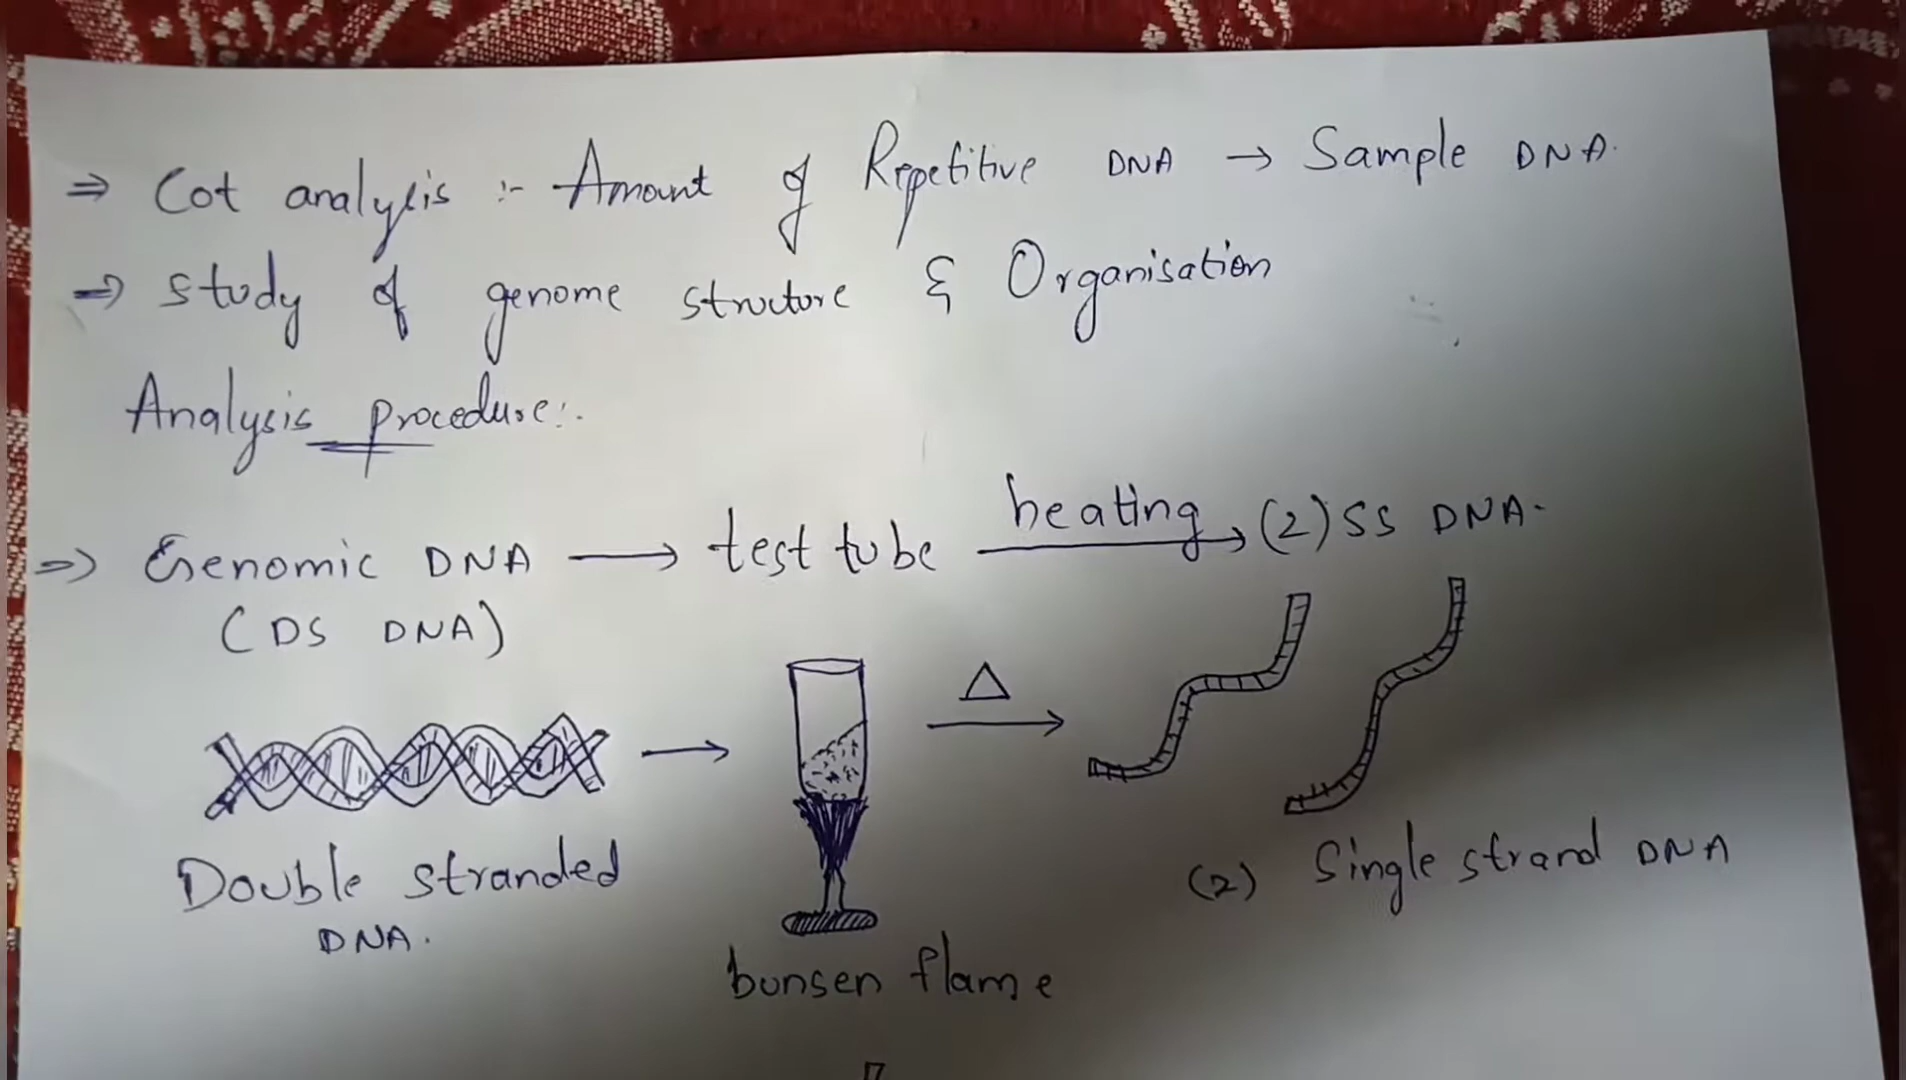 ⇒ Cot analysis :- Amount of Repetitive DNA → Sample DNA.
⇒ study of genome structure & Organisation
Analysis procedure:-
⇒ Genomic DNA → test tube heating → (2) SS DNA.
(DS DNA)
→ Δ →
Double stranded
DNA.
bunsen flame
(2) Single strand DNA